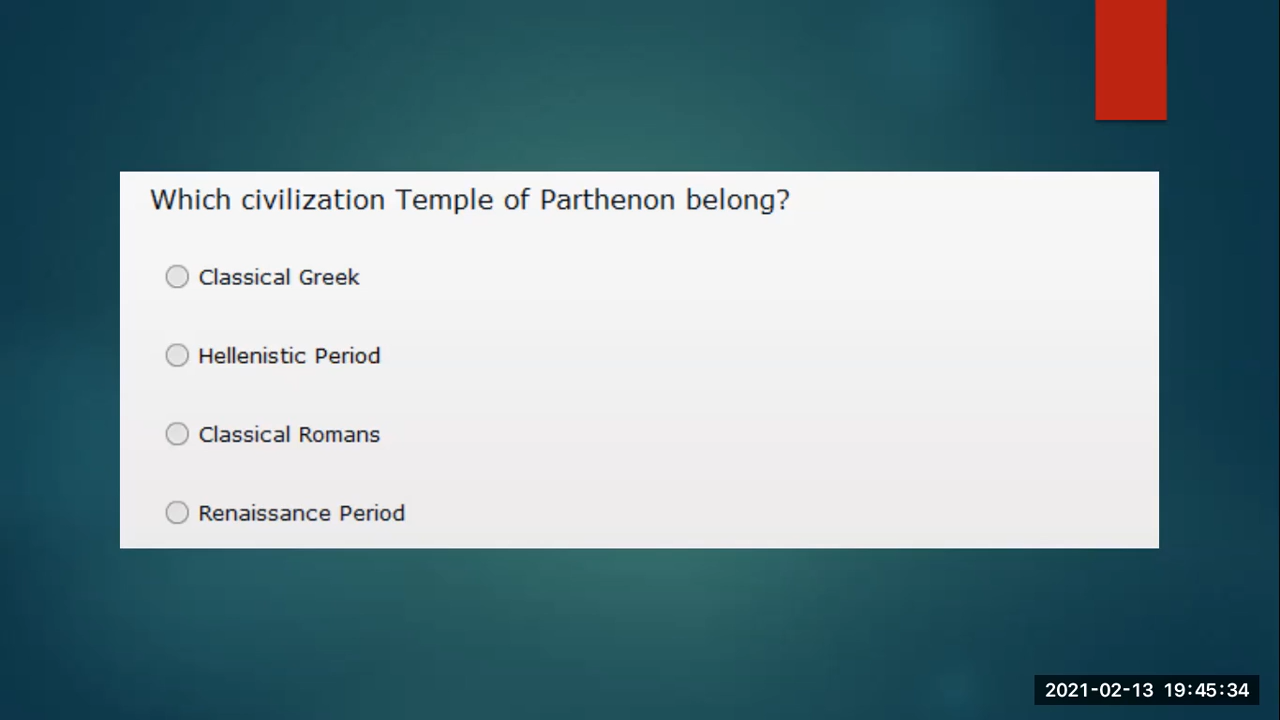 Which civilization Temple of Parthenon belong?
Classical Greek
Hellenistic Period
Classical Romans
Renaissance Period
2021-02-13 19:45:34